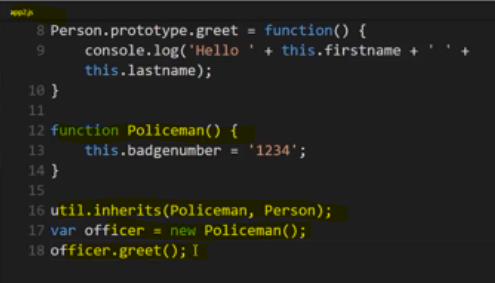 app2.js
8 Person.prototype.greet = function() {
9 console.log('Hello ' + this.firstname + ' ' +
this.lastname);
10 }
11
12 function Policeman() {
13 this.badgenumber = '1234';
14 }
15
16 util.inherits(Policeman, Person);
17 var officer = new Policeman();
18 officer.greet();